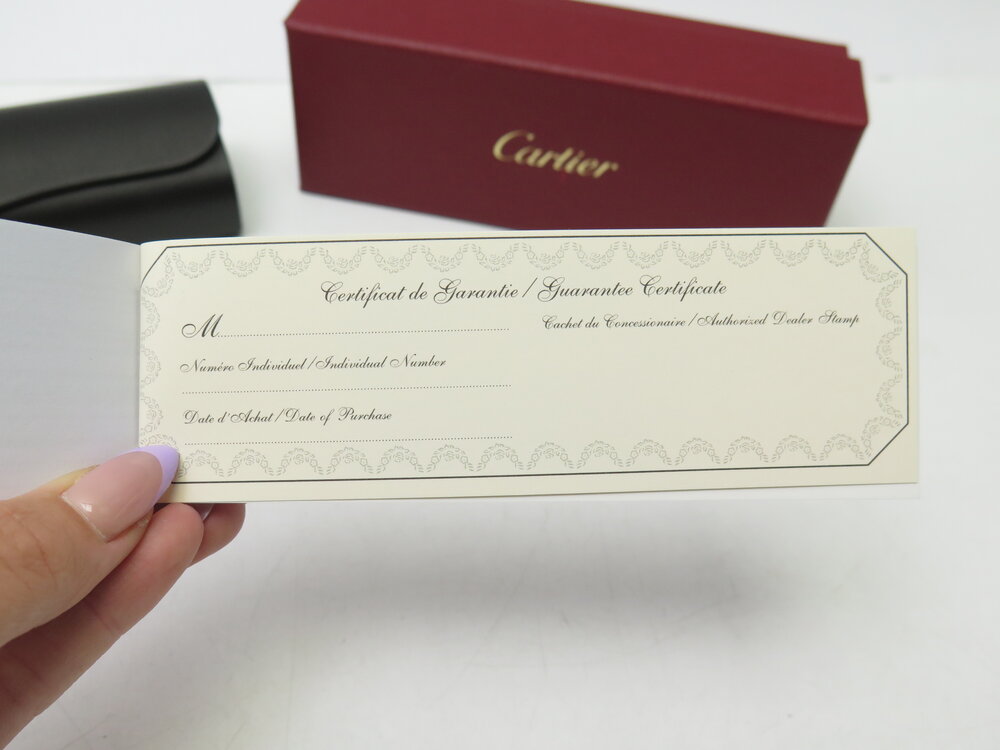 Cartier
Certificat de Garantie / Guarantee Certificate
M
Cachet du Concessionaire / Authorized Dealer Stamp
Numéro Individuel / Individual Number
Date d'Achat / Date of Purchase